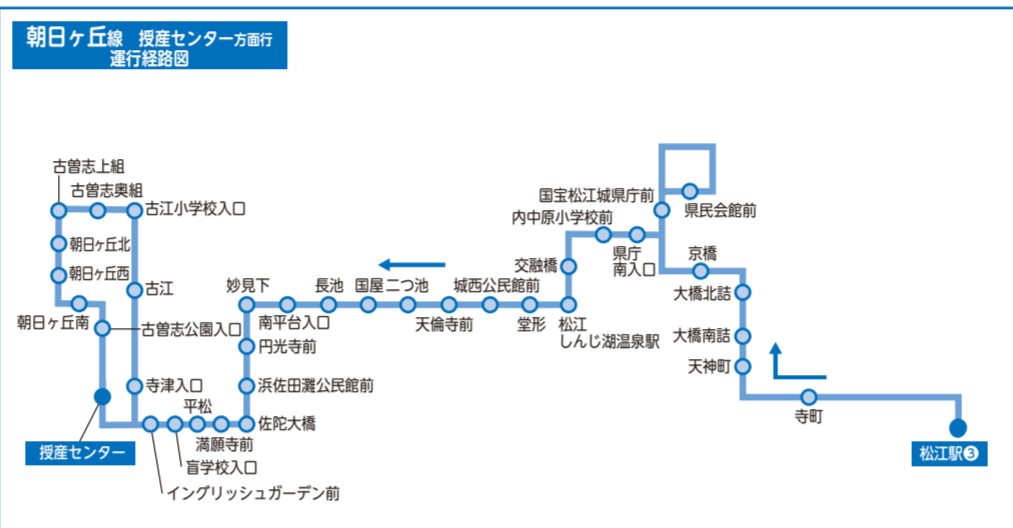 朝日ヶ丘線 授産センター方面行
運行経路図
古曽志上組
古曽志奥組
古江小学校入口
朝日ヶ丘北
朝日ヶ丘西
古江
朝日ヶ丘南
古曽志公園入口
寺津入口
授産センター
平松
満願寺前
盲学校入口
イングリッシュガーデン前
妙見下
南平台入口
円光寺前
浜佐田灘公民館前
佐陀大橋
長池
国屋二つ池
天倫寺前
城西公民館前
堂形
松江
しんじ湖温泉駅
交融橋
内中原小学校前
国宝松江城県庁前
県庁
南入口
県民会館前
京橋
大橋北詰
大橋南詰
天神町
寺町
松江駅❸